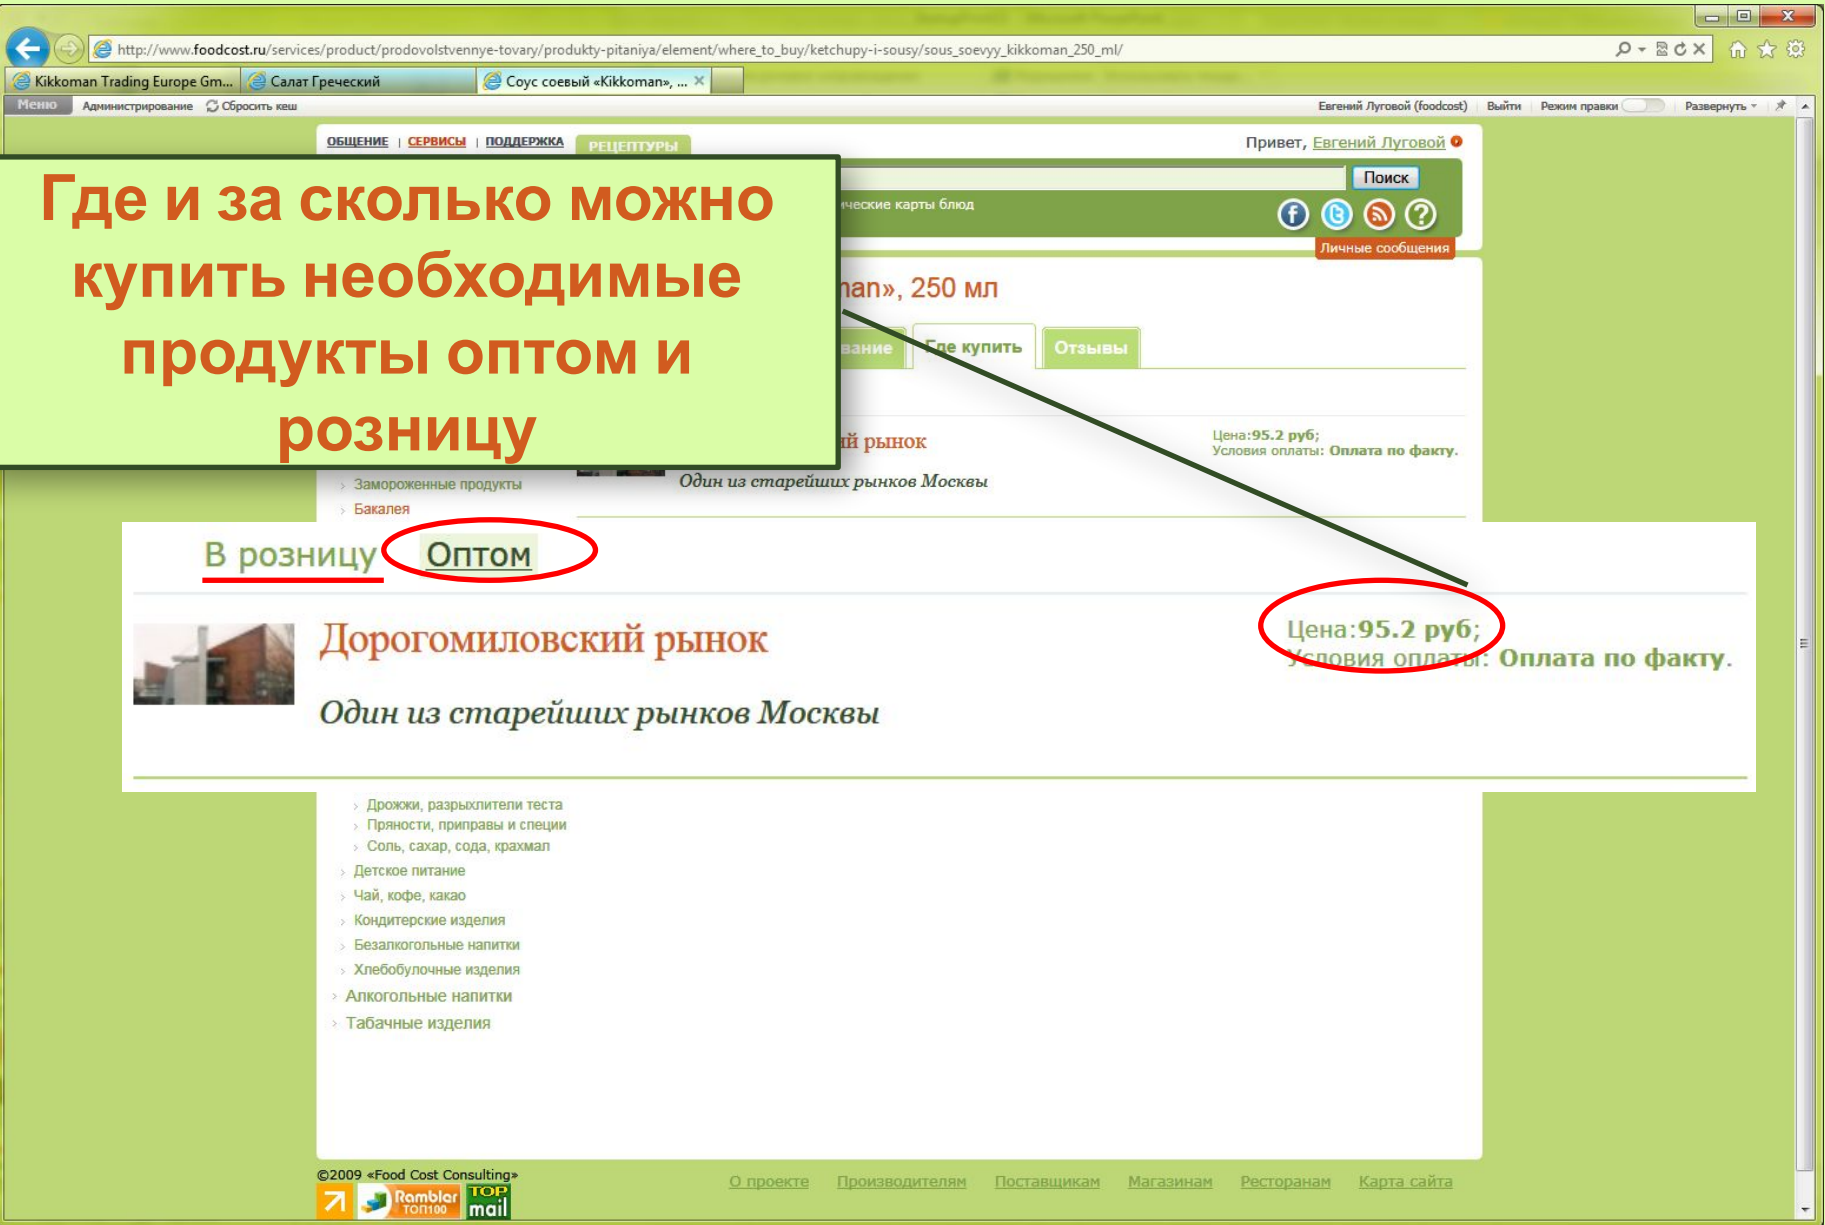 http://www.foodcost.ru/services/product/prodovolstvennye-tovary/produkty-pitaniya/element/where_to_buy/ketchupy-i-sousy/sous_soevyy_kikkoman_250_ml/
Kikkoman Trading Europe Gm...
Салат Греческий
Соус соевый «Kikkoman», ...
Меню Администрирование Сбросить кеш
Евгений Луговой (foodcost) Выйти Режим правки Развернуть
ОБЩЕНИЕ | СЕРВИСЫ | ПОДДЕРЖКА РЕЦЕПТУРЫ
Привет, Евгений Луговой
Поиск
ические карты блюд
Личные сообщения
Где и за сколько можно
купить необходимые
продукты оптом и
розницу
man», 250 мл
вание Где купить Отзывы
ий рынок
Цена:95.2 руб;
Условия оплаты: Оплата по факту.
Один из старейших рынков Москвы
Замороженные продукты
Бакалея
В розницу Оптом
Дорогомиловский рынок
Цена:95.2 руб;
Условия оплаты: Оплата по факту.
Один из старейших рынков Москвы
Дрожжи, разрыхлители теста
Пряности, приправы и специи
Соль, сахар, сода, крахмал
Детское питание
Чай, кофе, какао
Кондитерские изделия
Безалкогольные напитки
Хлебобулочные изделия
Алкогольные напитки
Табачные изделия
©2009 «Food Cost Consulting»
Rambler ТОП100
TOP mail
О проекте Производителям Поставщикам Магазинам Ресторанам Карта сайта